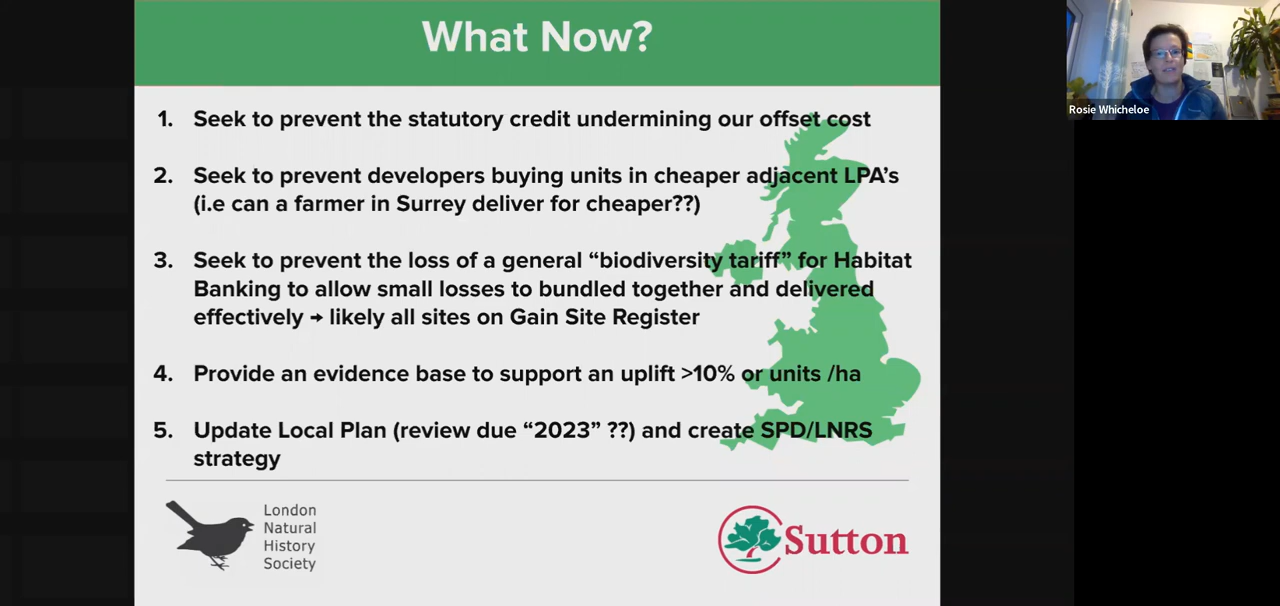 What Now?
1. Seek to prevent the statutory credit undermining our offset cost
2. Seek to prevent developers buying units in cheaper adjacent LPA's
(i.e can a farmer in Surrey deliver for cheaper??)
3. Seek to prevent the loss of a general “biodiversity tariff” for Habitat
Banking to allow small losses to bundled together and delivered
effectively → likely all sites on Gain Site Register
4. Provide an evidence base to support an uplift >10% or units /ha
5. Update Local Plan (review due “2023” ??) and create SPD/LNRS
strategy
London
Natural
History
Society
Sutton
Rosie Whicheloe